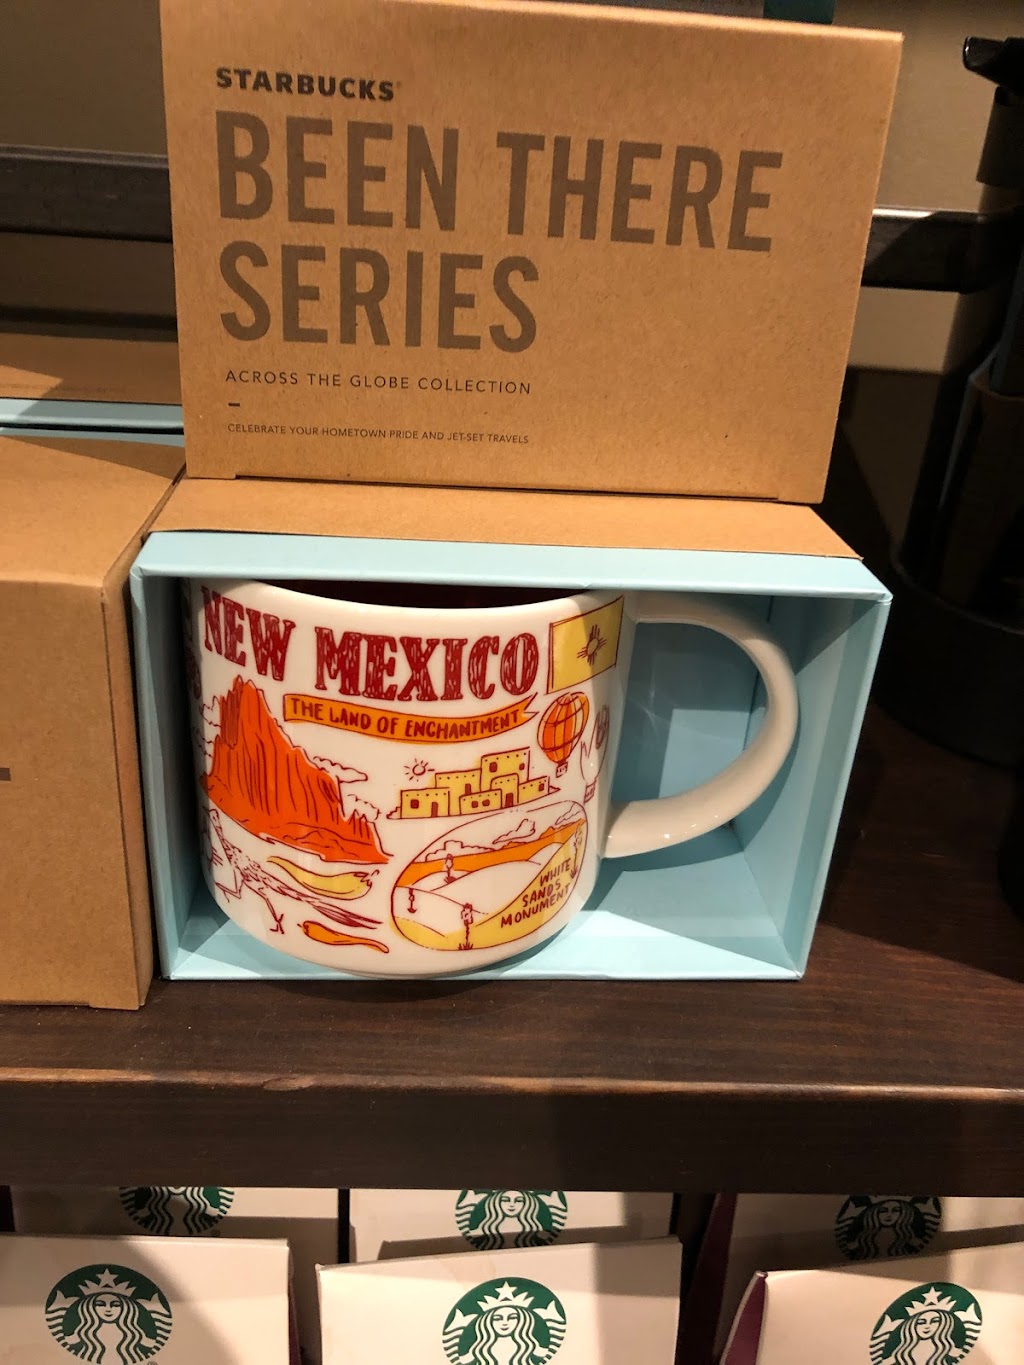 STARBUCKS®
BEEN THERE
SERIES
ACROSS THE GLOBE COLLECTION
CELEBRATE YOUR HOMETOWN PRIDE AND JET-SET TRAVELS
NEW MEXICO
THE LAND OF ENCHANTMENT
WHITE
SANDS
MONUMENT